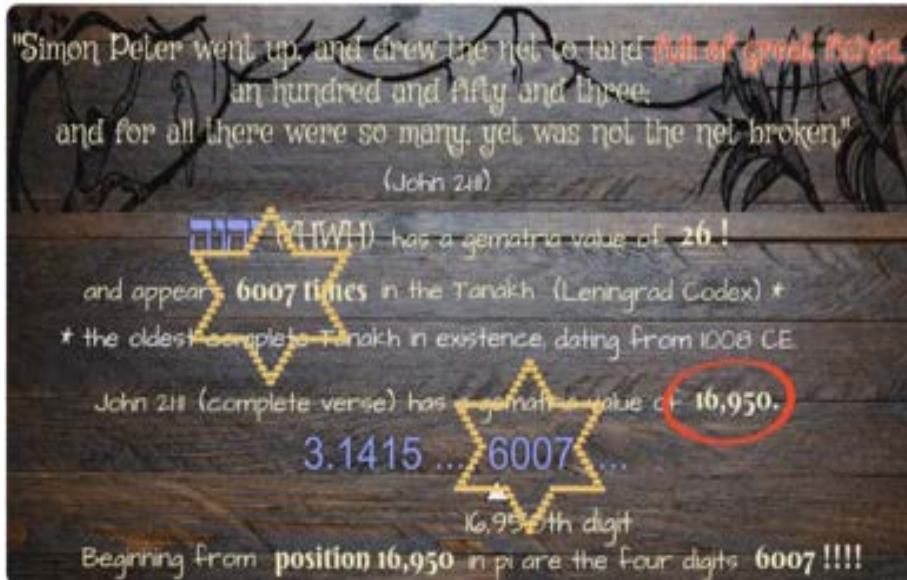 "Simon Peter went up, and drew the net to land full of great fishes,
an hundred and fifty and three:
and for all there were so many, yet was not the net broken."
(John 21:11)
יהוה (YHWH) has a gematria value of 26 !
and appear 6007 times in the Tanakh (Leningrad Codex) *
* the oldest complete Tanakh in existence, dating from 1008 CE
John 21:11 (complete verse) has a gematria value of 16,950.
3.1415 ... 6007 ...
16,950th digit
Beginning from position 16,950 in pi are the four digits 6007 !!!!